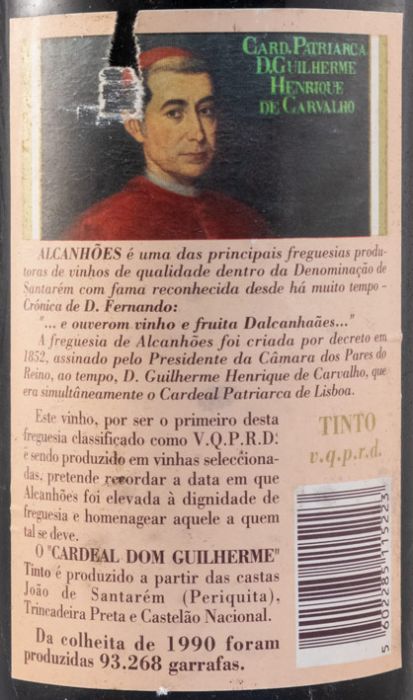 CARD. PATRIARCA
D. GUILHERME
HENRIQUE
DE CARVALHO
ALCANHÕES é uma das principais freguesias produ-
toras de vinhos de qualidade dentro da Denominação de
Santarém com fama reconhecida desde há muito tempo -
Crónica de D. Fernando:
"... e ouverom vinho e fruita Dalcanhaães..."
A freguesia de Alcanhões foi criada por decreto em
1852, assinado pelo Presidente da Câmara dos Pares do
Reino, ao tempo, D. Guilherme Henrique de Carvalho, que
era simultâneamente o Cardeal Patriarca de Lisboa.
Este vinho, por ser o primeiro desta
freguesia classificado como V.Q.P.R.D.
e sendo produzido em vinhas selecciona-
das, pretende recordar a data em que
Alcanhões foi elevada à dignidade de
freguesia e homenagear aquele a quem
tal se deve.
O "CARDEAL DOM GUILHERME"
Tinto é produzido a partir das castas
João de Santarém (Periquita),
Trincadeira Preta e Castelão Nacional.
Da colheita de 1990 foram
produzidas 93.268 garrafas.
TINTO
v.q.p.r.d.
5 602285 115223